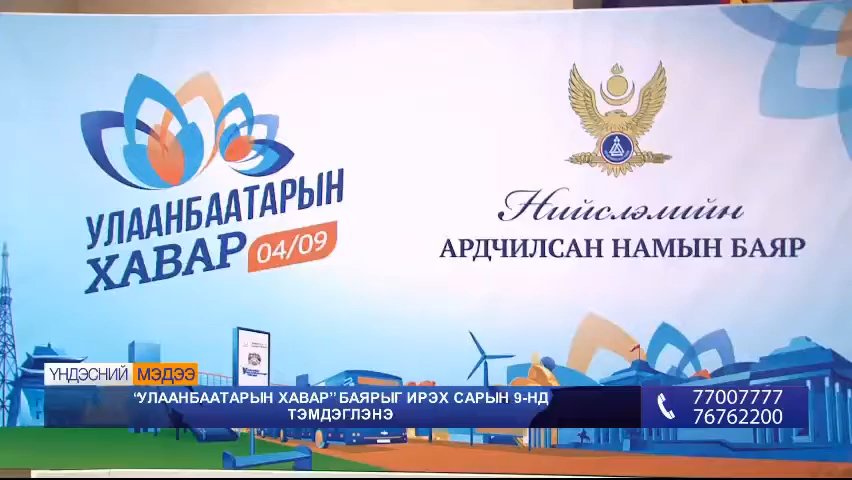 УЛААНБААТАРЫН
ХАВАР 04/09
Нийслэлийн
АРДЧИЛСАН НАМЫН БАЯР
ҮНДЭСНИЙ МЭДЭЭ
“УЛААНБААТАРЫН ХАВАР” БАЯРЫГ ИРЭХ САРЫН 9-НД
ТЭМДЭГЛЭНЭ
77007777
76762200